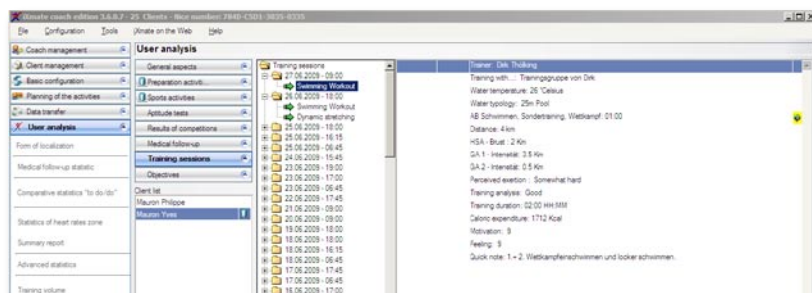 iXmate coach edition 3.6.0.7 - 25 Clients - Nice number:
File Configuration Tools iXmate on the Web Help
Coach management
Client management
Basic configuration
Planning of the activities
Data transfer
User analysis
Form of localization
Medical follow-up statistic
Comparative statistics "to do/do"
Statistics of heart rates zone
Summary report
Advanced statistics
Training volume
User analysis
General aspects
Preparation activiti...
Sports activities
Aptitude tests
Results of competitions
Medical follow-up
Training sessions
Objectives
Client list
Mauron Philippe
Mauron Yves
Training sessions
27.06.2009 - 09:00
Swimming Workout
26.06.2009 - 18:00
Swimming Workout
Dynamic stretching
25.06.2009 - 18:00
25.06.2009 - 16:15
25.06.2009 - 06:45
24.06.2009 - 15:45
23.06.2009 - 19:00
23.06.2009 - 17:00
23.06.2009 - 06:45
22.06.2009 - 17:45
21.06.2009 - 09:00
20.06.2009 - 09:00
19.06.2009 - 18:00
18.06.2009 - 18:00
18.06.2009 - 16:15
18.06.2009 - 06:45
17.06.2009 - 17:45
17.06.2009 - 06:45
16.06.2009 - 17:00
Trainer: Dirk Thölking
Training with...: Trainingsgruppe von Dirk
Water temperature: 26 °Celsius
Water typology: 25m Pool
AB Schwimmen, Sondertraining, Wettkampf: 01:00
Distance: 4 km
HSA - Brust : 2 Km
GA 1 - Intensität: 3.5 Km
GA 2 - Intensität: 0.5 Km
Perceived exertion : Somewhat hard
Training analysis: Good
Training duration: 02:00 HH:MM
Caloric expenditure: 1712 Kcal
Motivation: 9
Feeling: 9
Quick note: 1.+ 2. Wettkampfeinschwimmen und locker schwimmen.